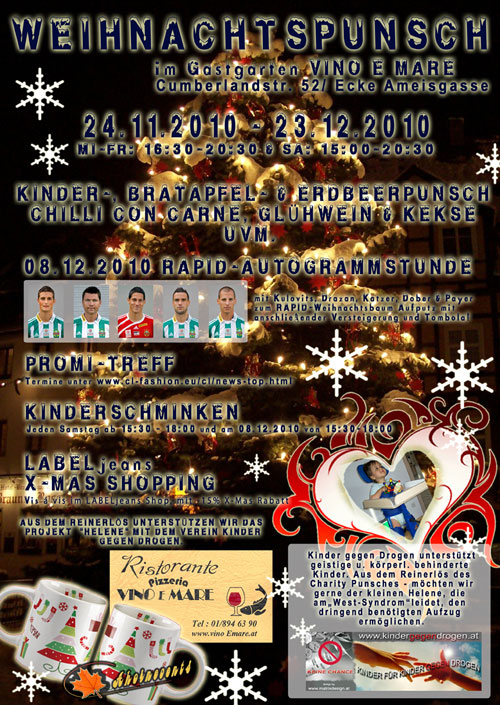 WEIHNACHTSPUNSCH
im Gastgarten VINO E MARE
Cumberlandstr. 52/ Ecke Ameisgasse
24.11.2010 - 23.12.2010
MI-FR: 16:30-20:30 & SA: 15:00-20:30
KINDER-, BRATAPFEL- & ERDBEERPUNSCH
CHILLI CON CARNE, GLÜHWEIN & KEKSE
UVM.
08.12.2010 RAPID-AUTOGRAMMSTUNDE
mit Kulovits, Drazan, Katzer, Dober & Payer
zum RAPID-Weihnachtsbaum Aufputz mit
anschließender Versteigerung und Tombola!
PROMI-TREFF
Termine unter www.cl-fashion.eu/cl/news-top.html
KINDERSCHMINKEN
Jeden Samstag ab 15:30 - 18:00 und am 08.12.2010 von 15:30-18:00
LABELjeans
X-MAS SHOPPING
Vis á vis im LABELjeans Shop mit -15% X-Mas Rabatt
AUS DEM REINERLÖS UNTERSTÜTZEN WIR DAS
PROJEKT "HELENE" MIT DEM VEREIN KINDER
GEGEN DROGEN.
Ristorante
Pizzeria
VINO E MARE
Tel : 01/894 63 90
www.vino Emare.at
Kinder gegen Drogen unterstützt
geistige u. körperl. behinderte
Kinder. Aus dem Reinerlös des
Charity Punsches - möchten wir
gerne der kleinen Helene, die
am „West-Syndrom"leidet, den
dringend benötigten Aufzug
ermöglichen.
www.kindergegendrogen.at
KEINE CHANCE
KINDER FÜR KINDER GEGEN DROGEN